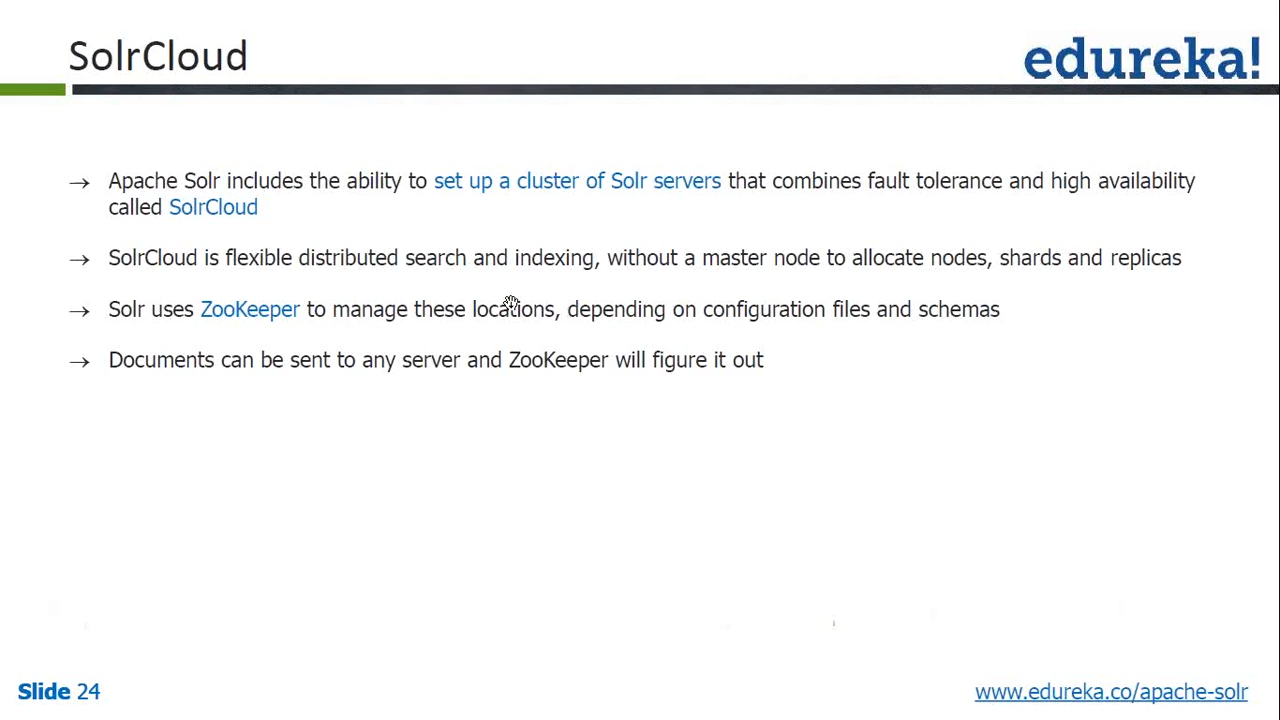 SolrCloud
edureka!
→ Apache Solr includes the ability to set up a cluster of Solr servers that combines fault tolerance and high availability
called SolrCloud
→ SolrCloud is flexible distributed search and indexing, without a master node to allocate nodes, shards and replicas
→ Solr uses ZooKeeper to manage these locations, depending on configuration files and schemas
→ Documents can be sent to any server and ZooKeeper will figure it out
Slide 24
www.edureka.co/apache-solr